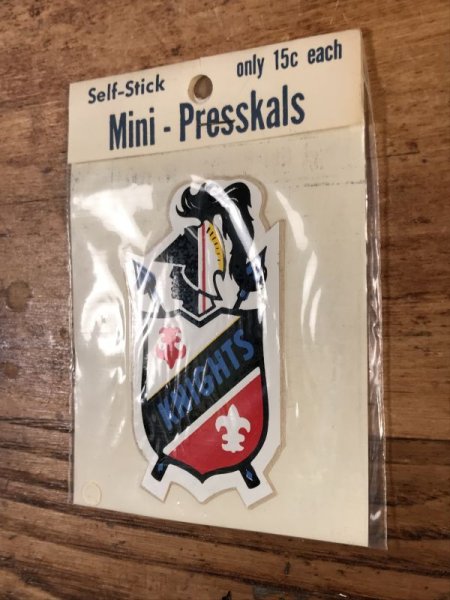 Self-Stick only 15c each
Mini - Presskals
KNIGHTS